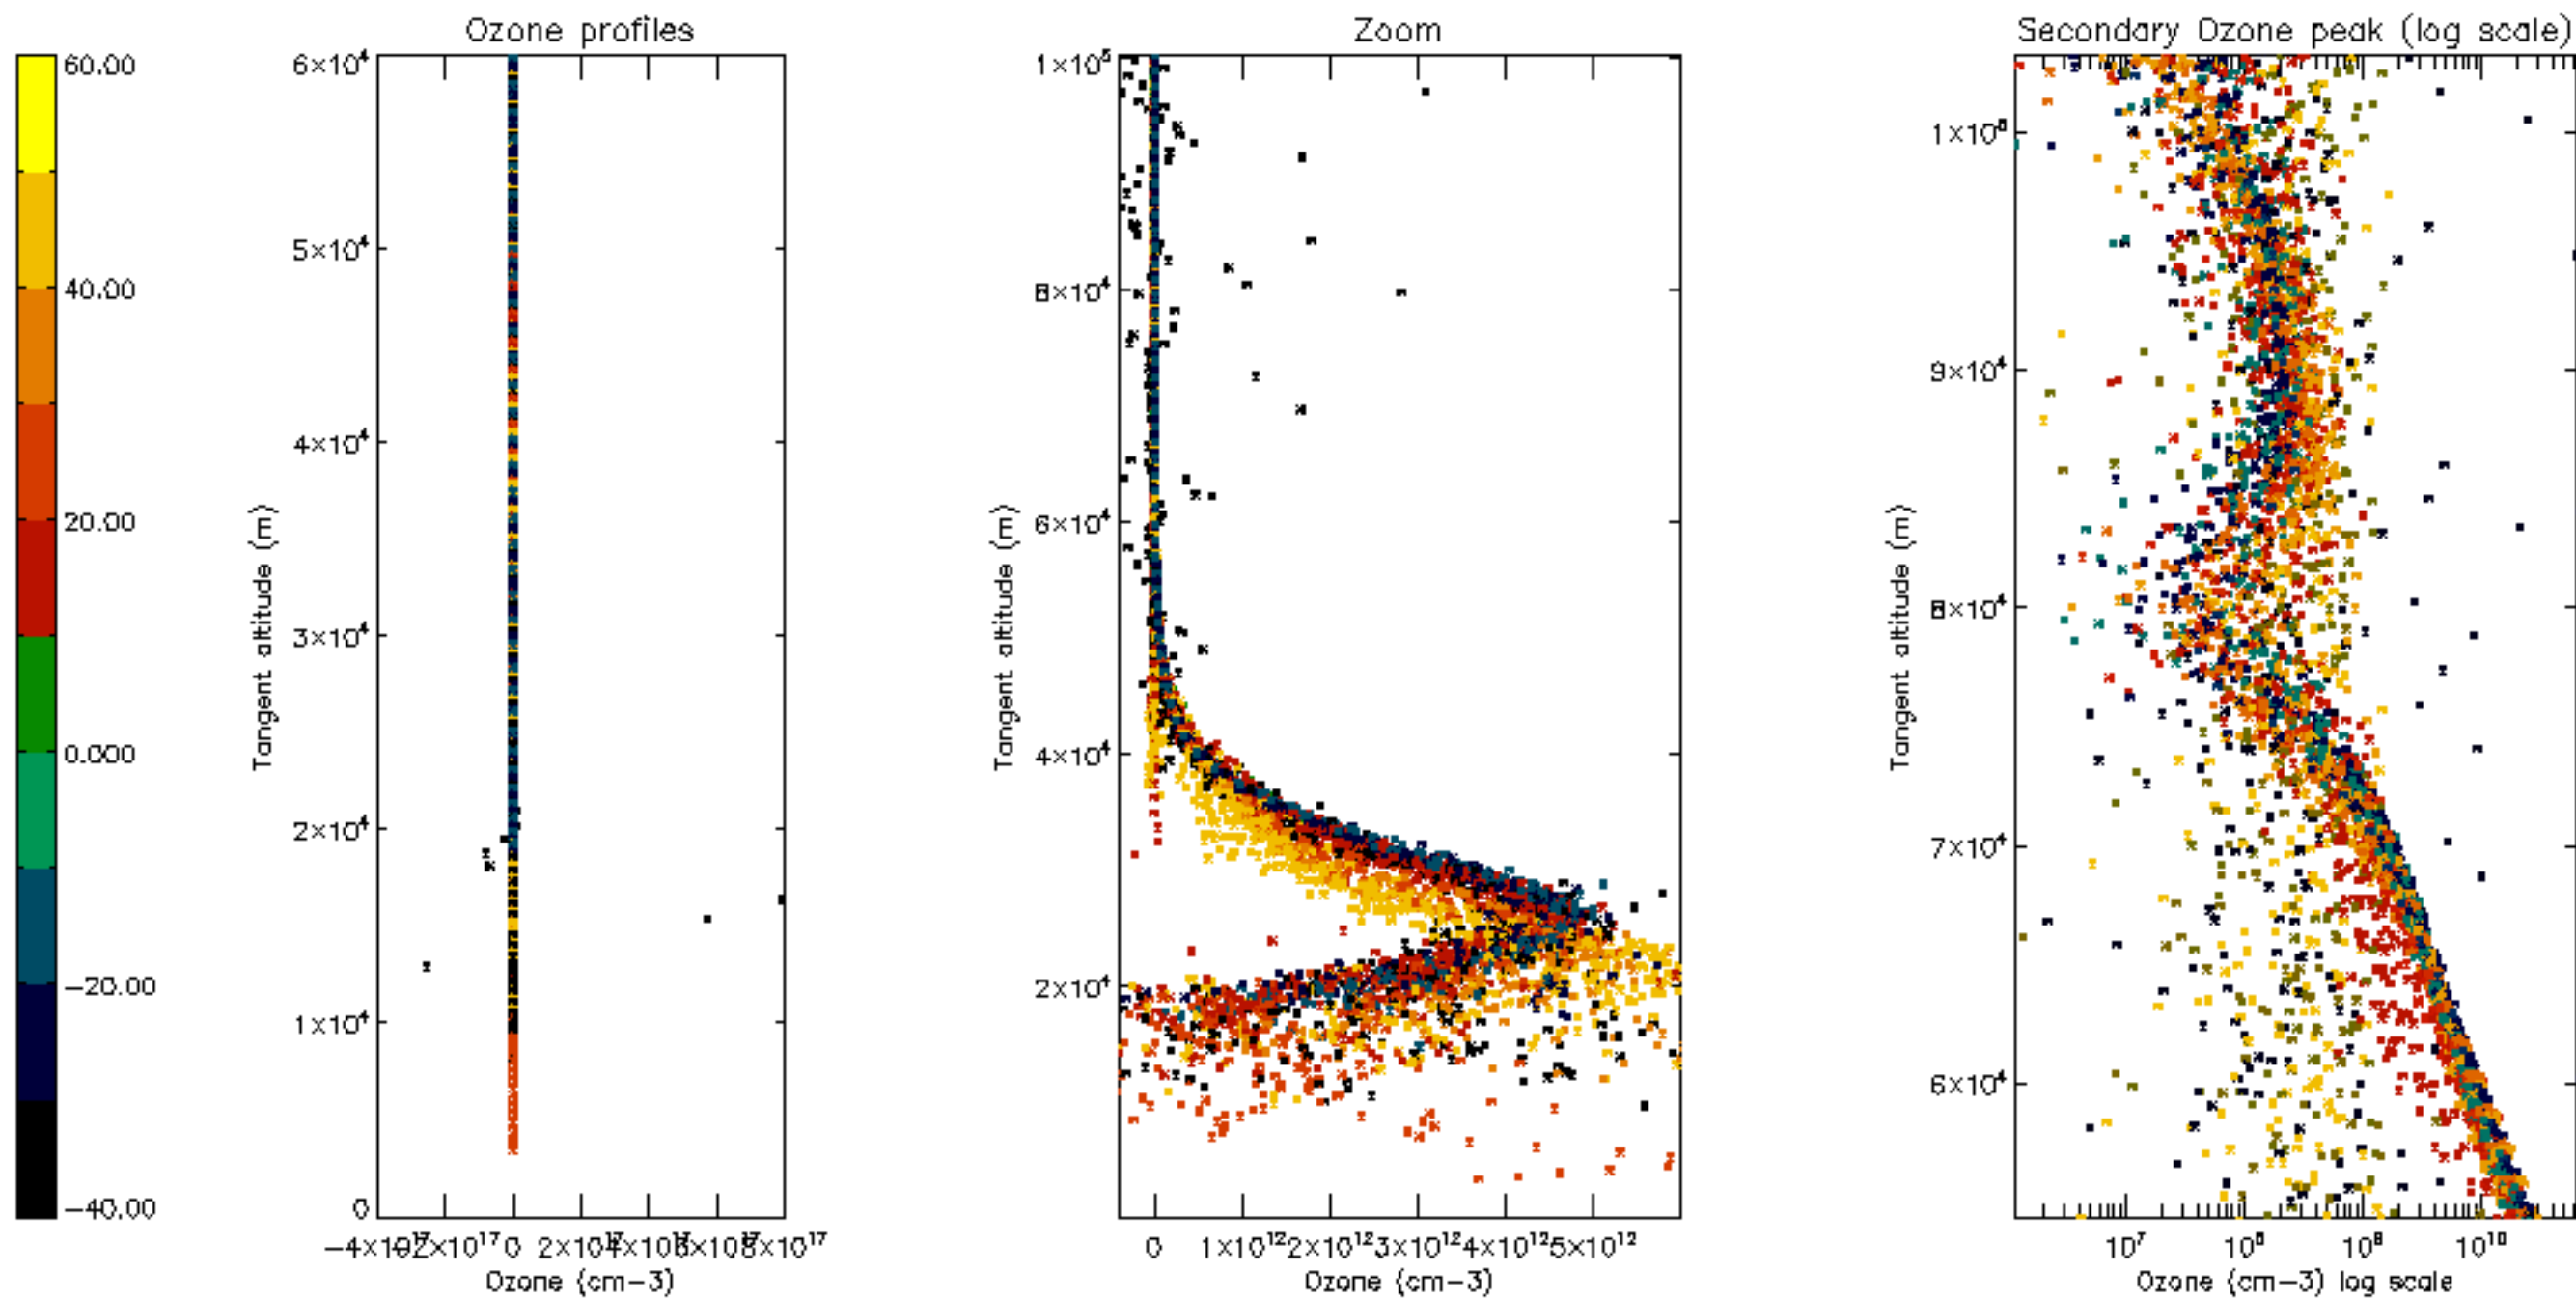 Ozone profiles
Zoom
Secondary Ozone peak (log scale)
60.00
40.00
20.00
0.000
−20.00
−40.00
Tangent altitude (m)
6×10⁴
5×10⁴
4×10⁴
3×10⁴
2×10⁴
1×10⁴
0
0
Ozone (cm−3)
Tangent altitude (m)
1×10⁵
8×10⁴
6×10⁴
4×10⁴
2×10⁴
0 1×10¹² 2×10¹² 3×10¹² 4×10¹² 5×10¹²
Ozone (cm−3)
Tangent altitude (m)
9×10⁴
8×10⁴
7×10⁴
6×10⁴
10⁷ 10⁸ 10⁹ 10¹⁰
Ozone (cm−3) log scale